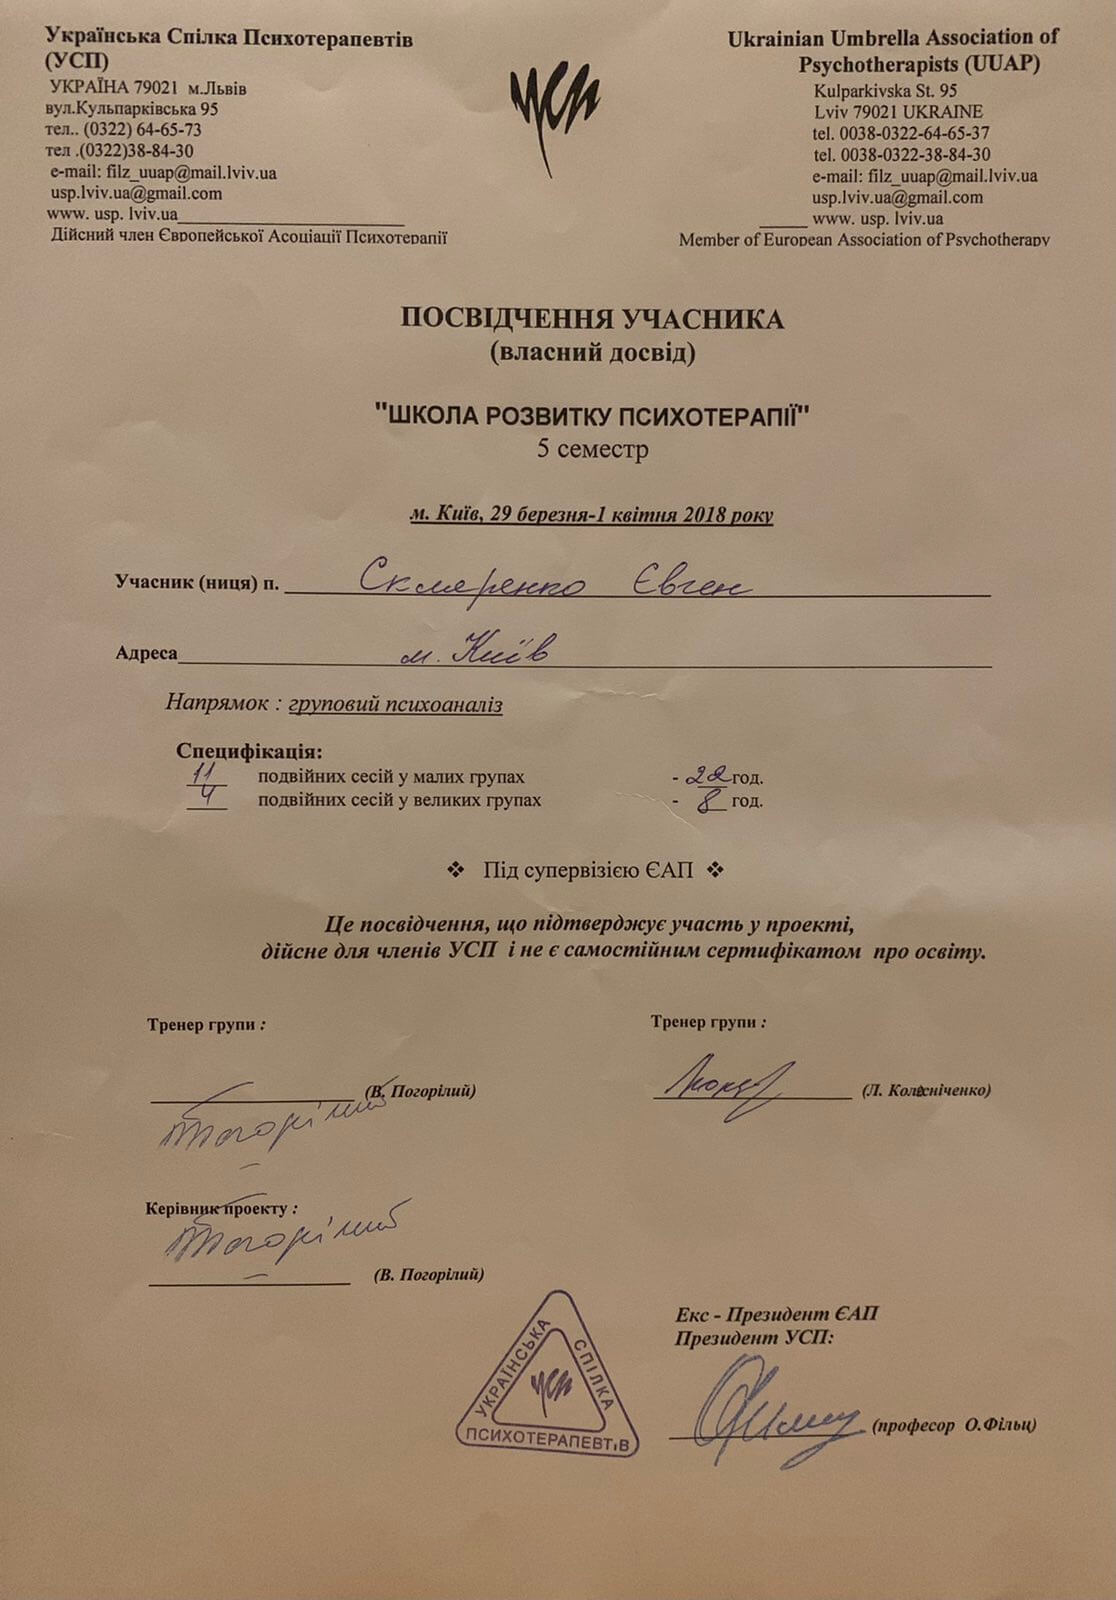 Українська Спілка Психотерапевтів
(УСП)
УКРАЇНА 79021 м.Львів
вул.Кульпарківська 95
тел.. (0322) 64-65-73
тел .(0322)38-84-30
e-mail: filz_uuap@mail.lviv.ua
usp.lviv.ua@gmail.com
www. usp. lviv.ua
Дійсний член Європейської Асоціації Психотерапії
усп
Ukrainian Umbrella Association of
Psychotherapists (UUAP)
Kulparkivska St. 95
Lviv 79021 UKRAINE
tel. 0038-0322-64-65-37
tel. 0038-0322-38-84-30
e-mail: filz_uuap@mail.lviv.ua
usp.lviv.ua@gmail.com
www. usp. lviv.ua
Member of European Association of Psychotherapy
ПОСВІДЧЕННЯ УЧАСНИКА
(власний досвід)
"ШКОЛА РОЗВИТКУ ПСИХОТЕРАПІЇ"
5 семестр
м. Київ, 29 березня-1 квітня 2018 року
Учасник (ниця) п. Скляренко Євген
Адреса м. Київ
Напрямок : груповий психоаналіз
Специфікація:
11 подвійних сесій у малих групах - 22 год.
4 подвійних сесій у великих групах - 8 год.
❖ Під супервізією ЄАП ❖
Це посвідчення, що підтверджує участь у проекті,
дійсне для членів УСП і не є самостійним сертифікатом про освіту.
Тренер групи :
(В. Погорілий)
Погорілий
Тренер групи :
(Л. Колєсніченко)
Керівник проекту :
Погорілий
(В. Погорілий)
УКРАЇНСЬКА СПІЛКА
усп
ПСИХОТЕРАПЕВТІВ
Екс - Президент ЄАП
Президент УСП:
(професор О.Фільц)